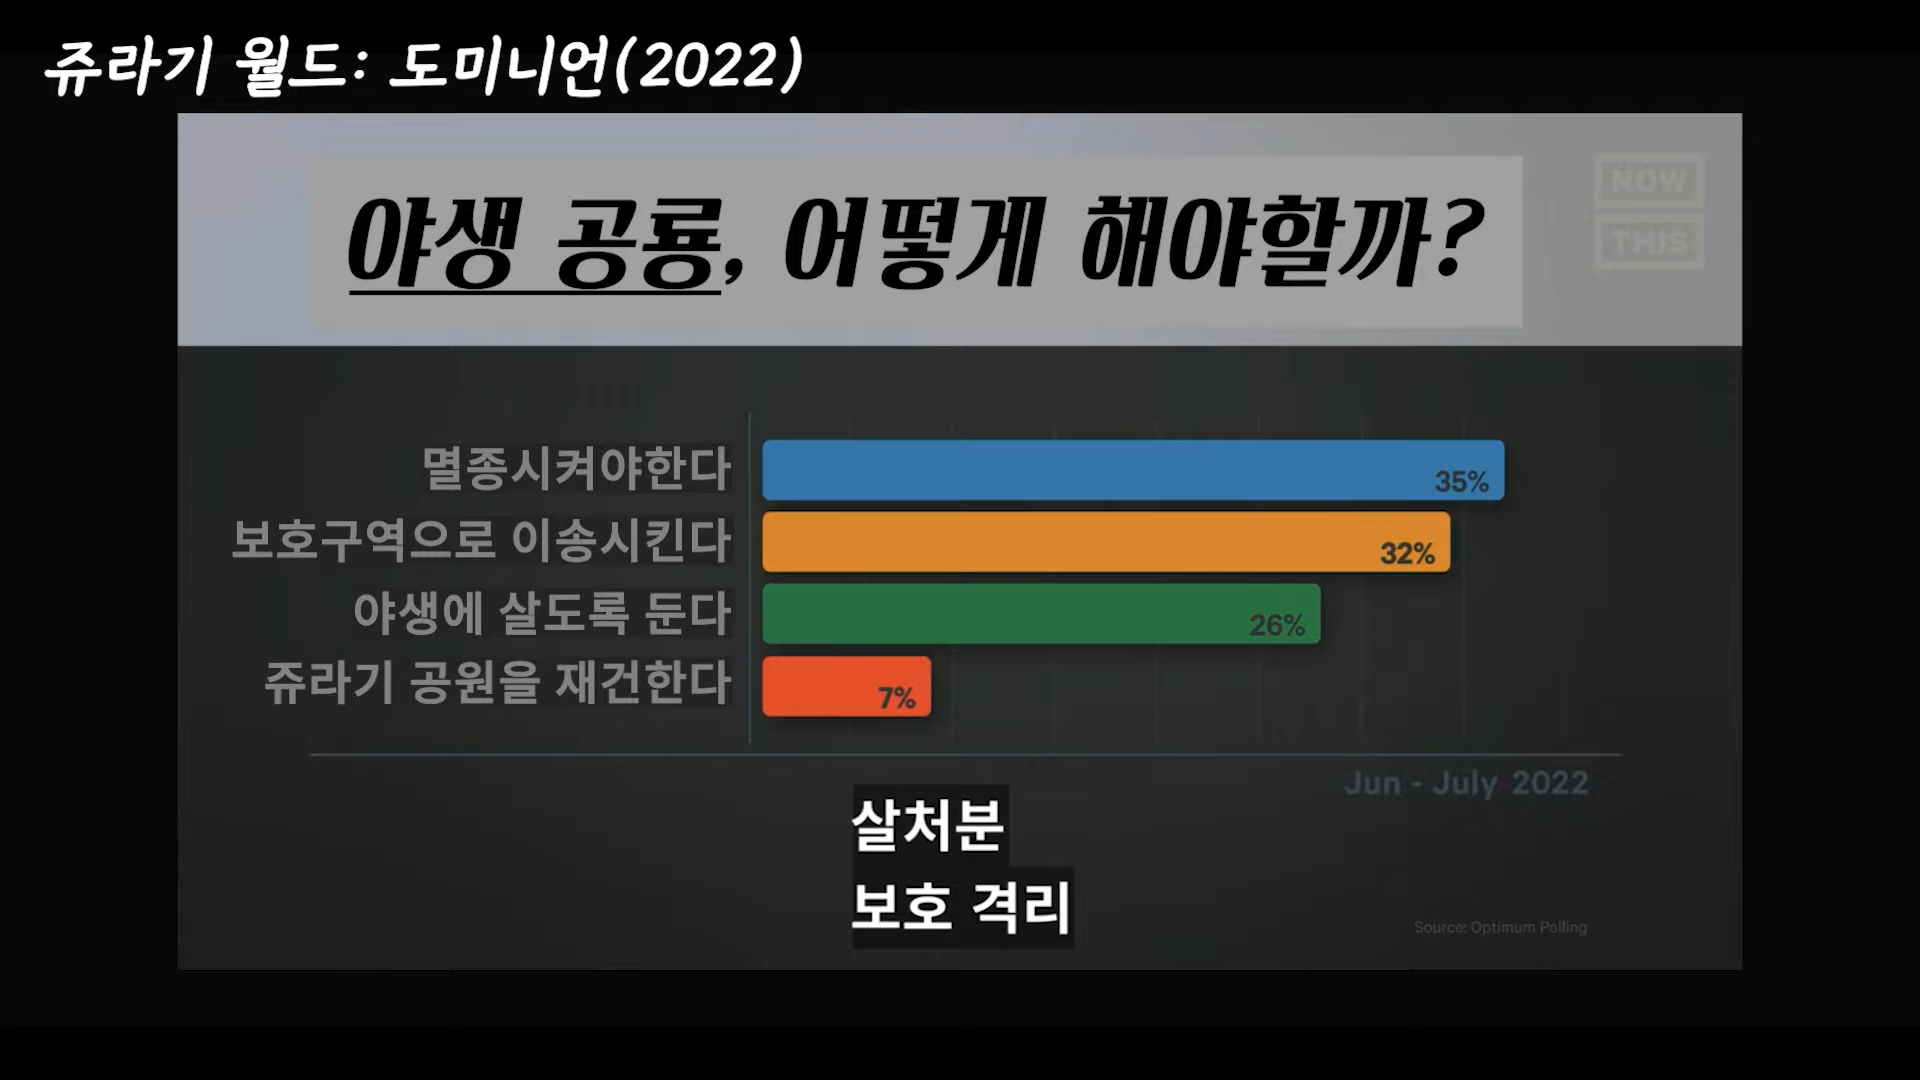 쥬라기 월드: 도미니언(2022)
야생 공룡, 어떻게 해야할까?
NOW
THIS
멸종시켜야한다 35%
보호구역으로 이송시킨다 32%
야생에 살도록 둔다 26%
쥬라기 공원을 재건한다 7%
Jun - July 2022
살처분
보호 격리
Source: Optimum Polling